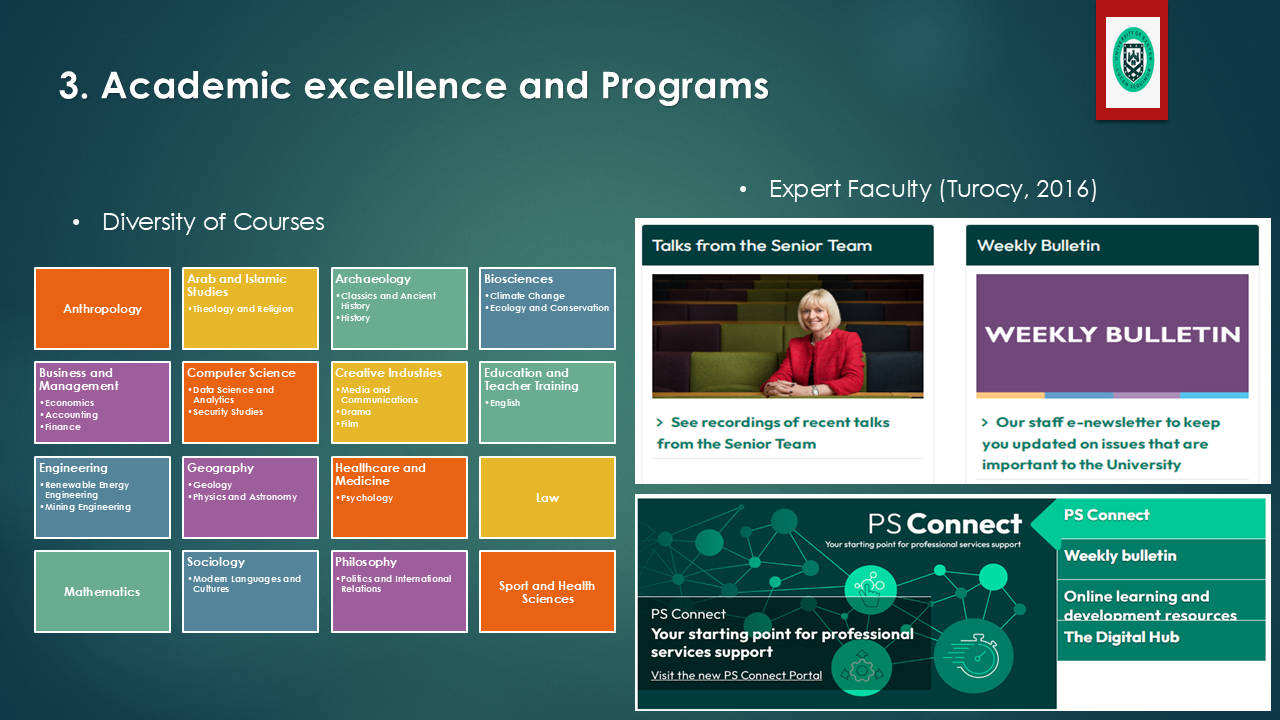 3. Academic excellence and Programs
• Diversity of Courses
Anthropology
Arab and Islamic
Studies
•Theology and Religion
Archaeology
•Classics and Ancient
History
•History
Biosciences
•Climate Change
•Ecology and Conservation
Business and
Management
•Economics
•Accounting
•Finance
Computer Science
•Data Science and
Analytics
•Security Studies
Creative Industries
•Media and
Communications
•Drama
•Film
Education and
Teacher Training
•English
Engineering
•Renewable Energy
Engineering
•Mining Engineering
Geography
•Geology
•Physics and Astronomy
Healthcare and
Medicine
•Psychology
Law
Mathematics
Sociology
•Modern Languages and
Cultures
Philosophy
•Politics and International
Relations
Sport and Health
Sciences
• Expert Faculty (Turocy, 2016)
Talks from the Senior Team
> See recordings of recent talks
from the Senior Team
Weekly Bulletin
WEEKLY BULLETIN
> Our staff e-newsletter to keep
you updated on issues that are
important to the University
PS Connect
Your starting point for professional services support
PS Connect
Your starting point for professional
services support
Visit the new PS Connect Portal
PS Connect
Weekly bulletin
Online learning and
development resources
The Digital Hub